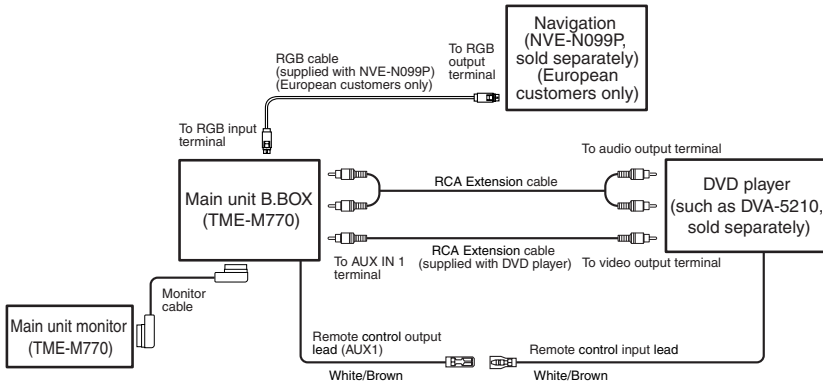 Navigation
(NVE-N099P,
sold separately)
(European
customers only)
To RGB
output
terminal
RGB cable
(supplied with NVE-N099P)
(European customers only)
To RGB input
terminal
Main unit B.BOX
(TME-M770)
RCA Extension cable
To audio output terminal
DVD player
(such as DVA-5210,
sold separately)
To AUX IN 1
terminal
RCA Extension cable
(supplied with DVD player)
To video output terminal
Monitor
cable
Main unit monitor
(TME-M770)
Remote control output
lead (AUX1)
White/Brown
Remote control input lead
White/Brown